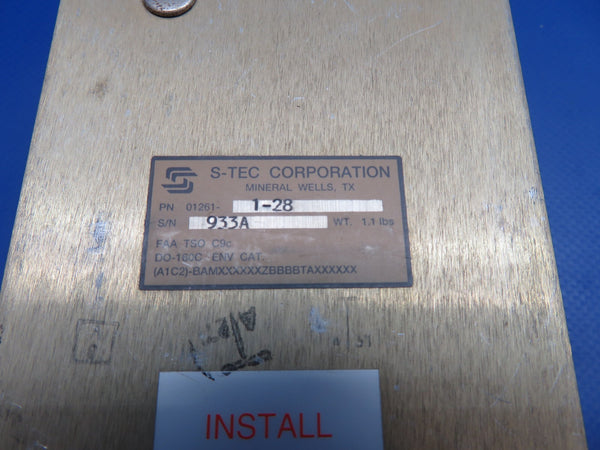 S-TEC CORPORATION
MINERAL WELLS, TX
PN 01261- 1-28
S/N 933A WT. 1.1 lbs
FAA TSO C9c
DO-160C ENV CAT.
(A1C2)-BAMXXXXXXZBBBBTAXXXXXX
INSTALL